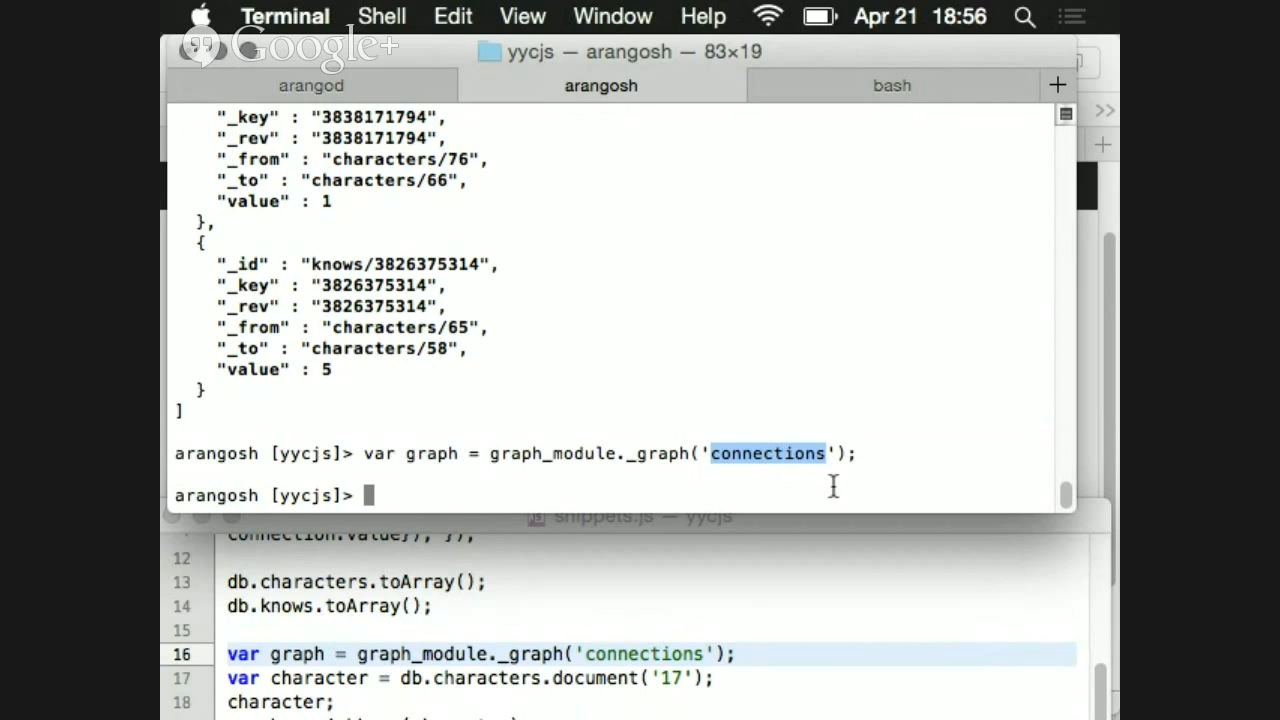 Terminal Shell Edit View Window Help Apr 21 18:56
Google+
yycjs — arangosh — 83×19
arangod arangosh bash +
"_key" : "3838171794",
"_rev" : "3838171794",
"_from" : "characters/76",
"_to" : "characters/66",
"value" : 1
},
{
"_id" : "knows/3826375314",
"_key" : "3826375314",
"_rev" : "3826375314",
"_from" : "characters/65",
"_to" : "characters/58",
"value" : 5
}
]
arangosh [yycjs]> var graph = graph_module._graph('connections');
arangosh [yycjs]>
snippets.js — yycjs
connection.value}); });
12
13 db.characters.toArray();
14 db.knows.toArray();
15
16 var graph = graph_module._graph('connections');
17 var character = db.characters.document('17');
18 character;